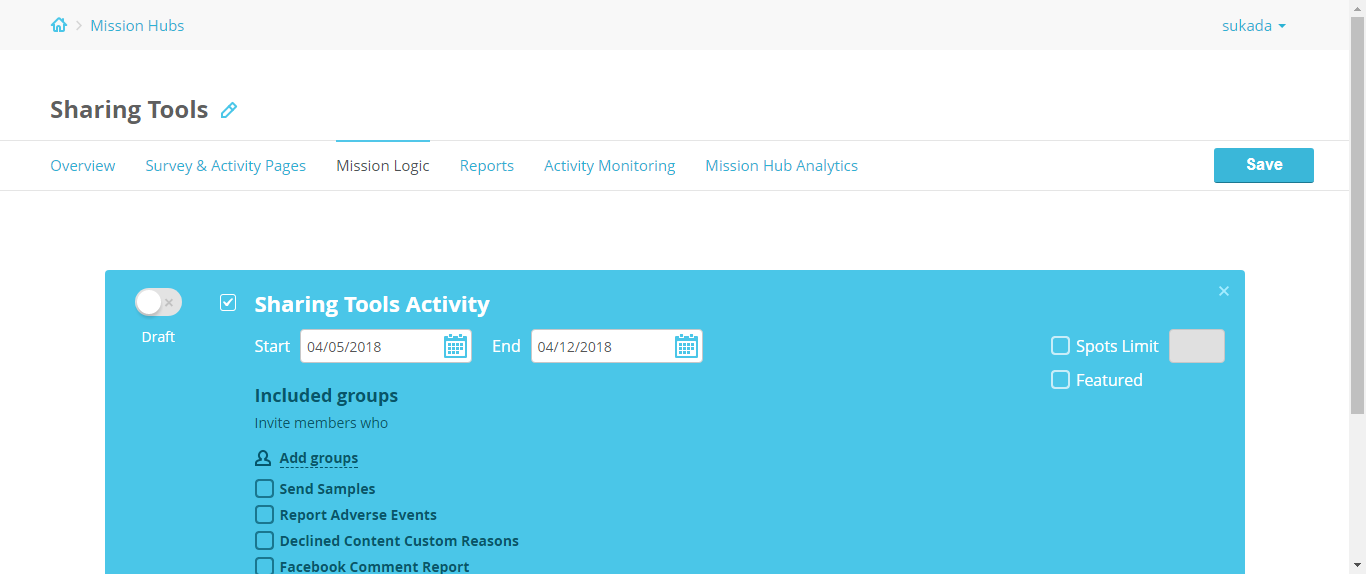 Mission Hubs
sukada
Sharing Tools
Overview
Survey & Activity Pages
Mission Logic
Reports
Activity Monitoring
Mission Hub Analytics
Save
Sharing Tools Activity
Draft
Start
04/05/2018
End
04/12/2018
Spots Limit
Featured
Included groups
Invite members who
Add groups
Send Samples
Report Adverse Events
Declined Content Custom Reasons
Facebook Comment Report